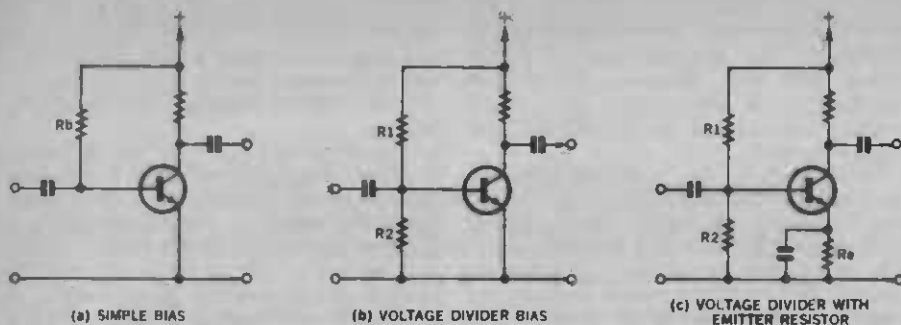 +
+
+
Rb
R1
R1
R2
R2
Re
(a) SIMPLE BIAS
(b) VOLTAGE DIVIDER BIAS
(c) VOLTAGE DIVIDER WITH
EMITTER RESISTOR